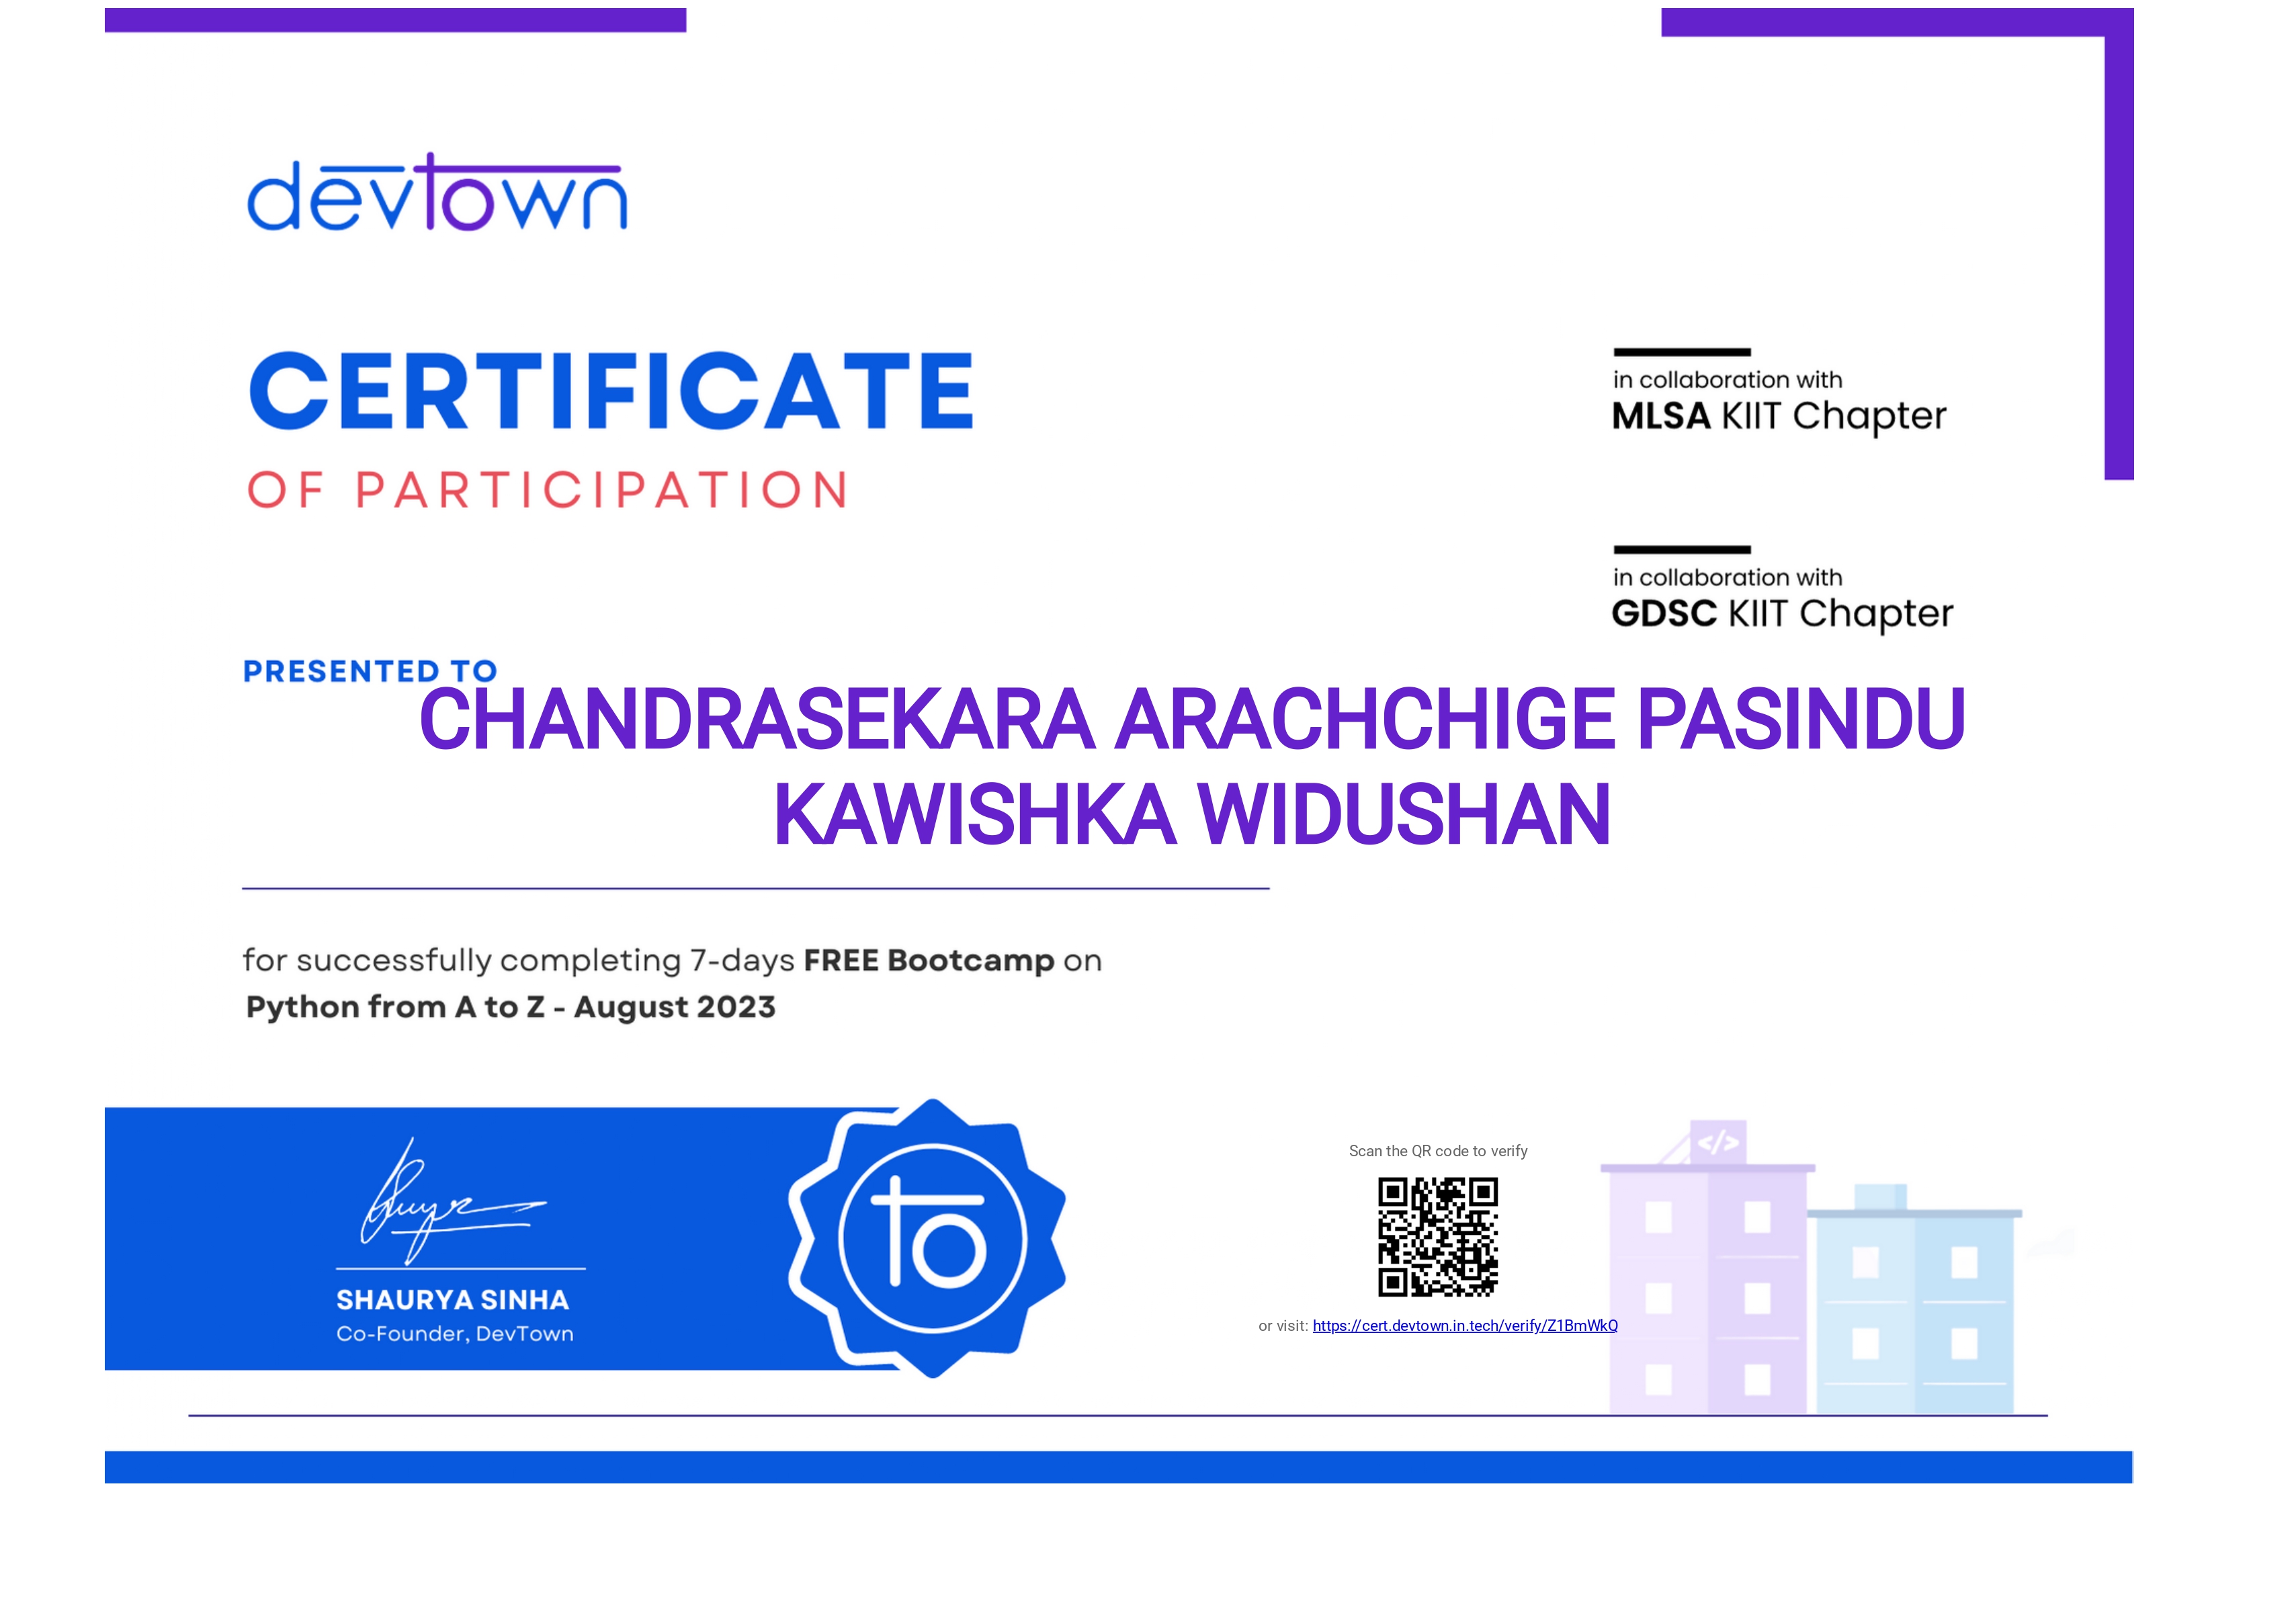 devtown
CERTIFICATE
OF PARTICIPATION
in collaboration with
MLSA KIIT Chapter
in collaboration with
GDSC KIIT Chapter
PRESENTED TO
CHANDRASEKARA ARACHCHIGE PASINDU
KAWISHKA WIDUSHAN
for successfully completing 7-days FREE Bootcamp on
Python from A to Z - August 2023
SHAURYA SINHA
Co-Founder, DevTown
to
Scan the QR code to verify
or visit: https://cert.devtown.in.tech/verify/Z1BmWkQ
</>